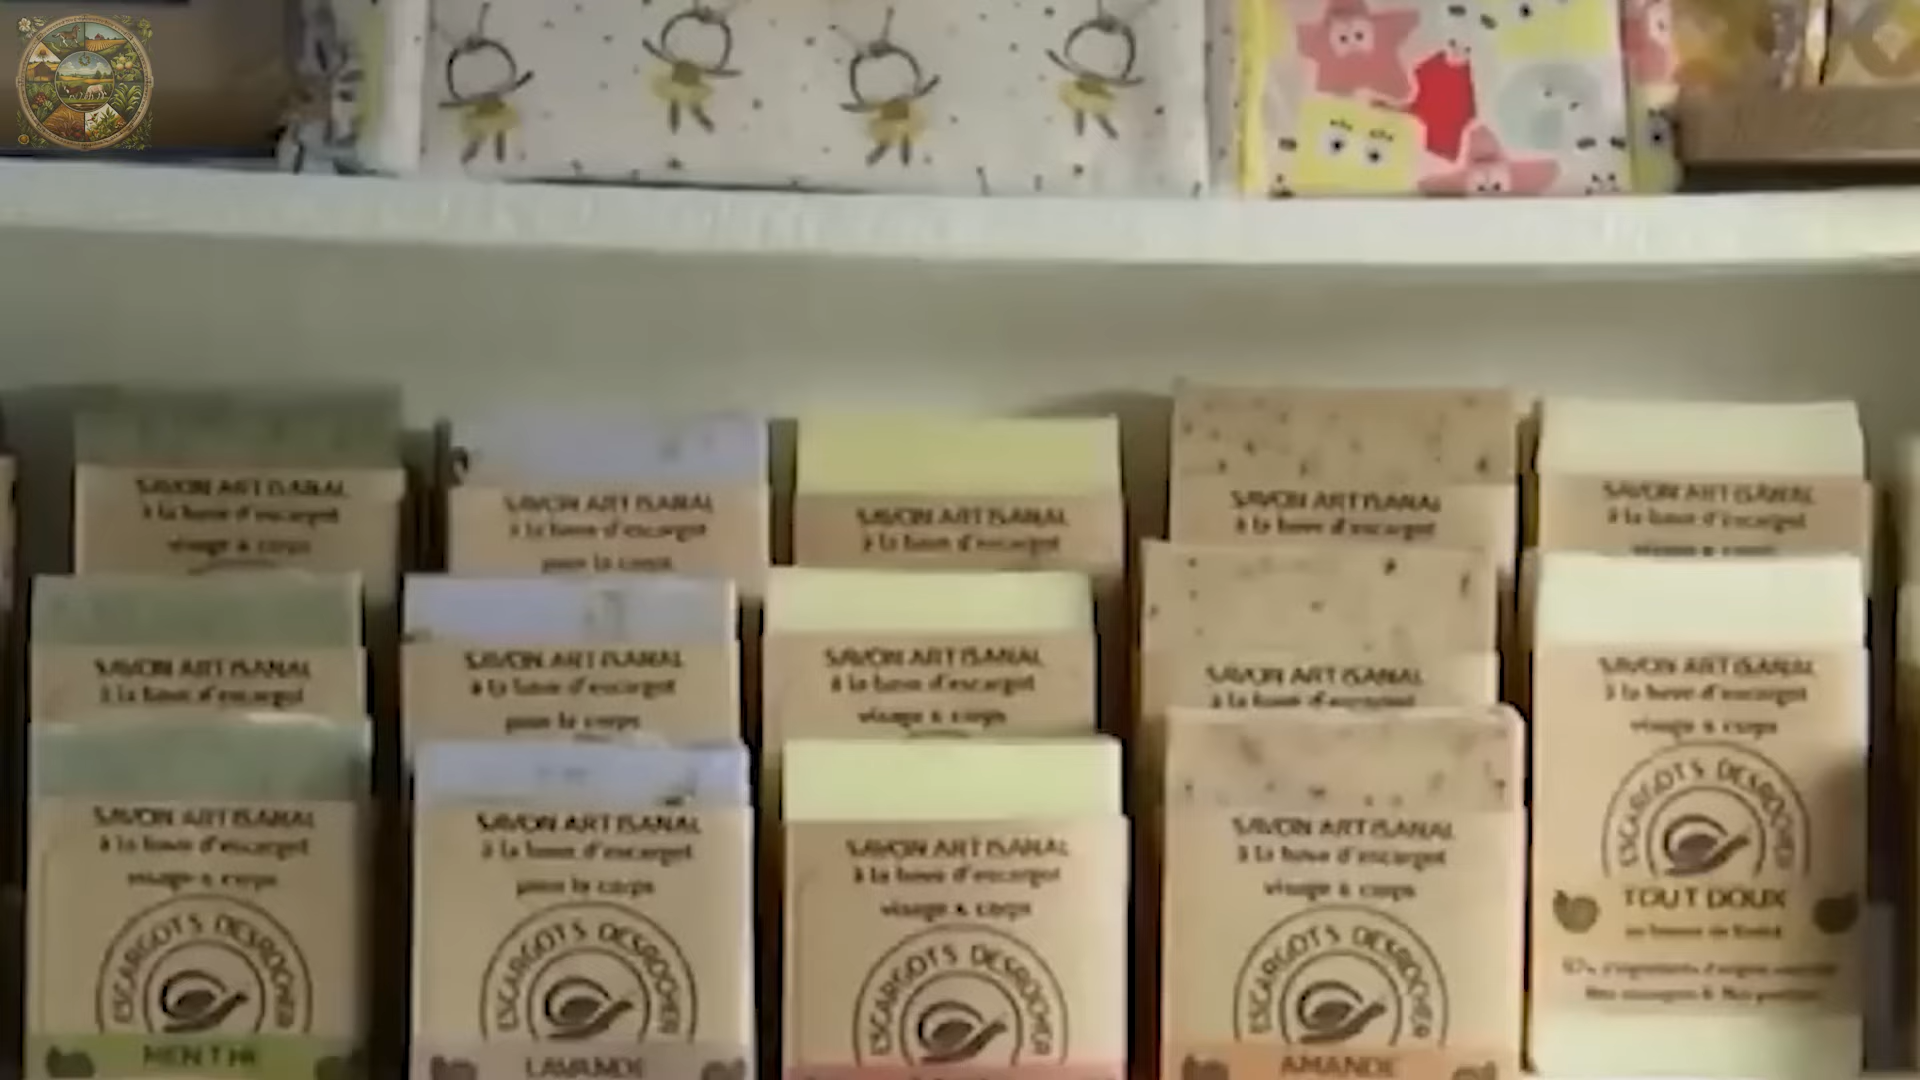 SAVON ARTISANAL
à la bave d'escargot
visage & corps
SAVON ARTISANAL
à la bave d'escargot
pour le corps
SAVON ARTISANAL
à la bave d'escargot
SAVON ARTISANAL
à la bave d'escargot
SAVON ARTISANAL
à la bave d'escargot
visage & corps
SAVON ARTISANAL
à la bave d'escargot
SAVON ARTISANAL
à la bave d'escargot
pour le corps
SAVON ARTISANAL
à la bave d'escargot
visage & corps
SAVON ARTISANAL
à la bave d'escargot
SAVON ARTISANAL
à la bave d'escargot
visage & corps
ESCARGOTS DESROCHER
TOUT DOUX
SAVON ARTISANAL
à la bave d'escargot
visage & corps
ESCARGOTS DESROCHER
MENTHE
SAVON ARTISANAL
à la bave d'escargot
pour le corps
ESCARGOTS DESROCHER
LAVANDE
SAVON ARTISANAL
à la bave d'escargot
visage & corps
ESCARGOTS DESROCHER
SAVON ARTISANAL
à la bave d'escargot
visage & corps
ESCARGOTS DESROCHER
AMANDE